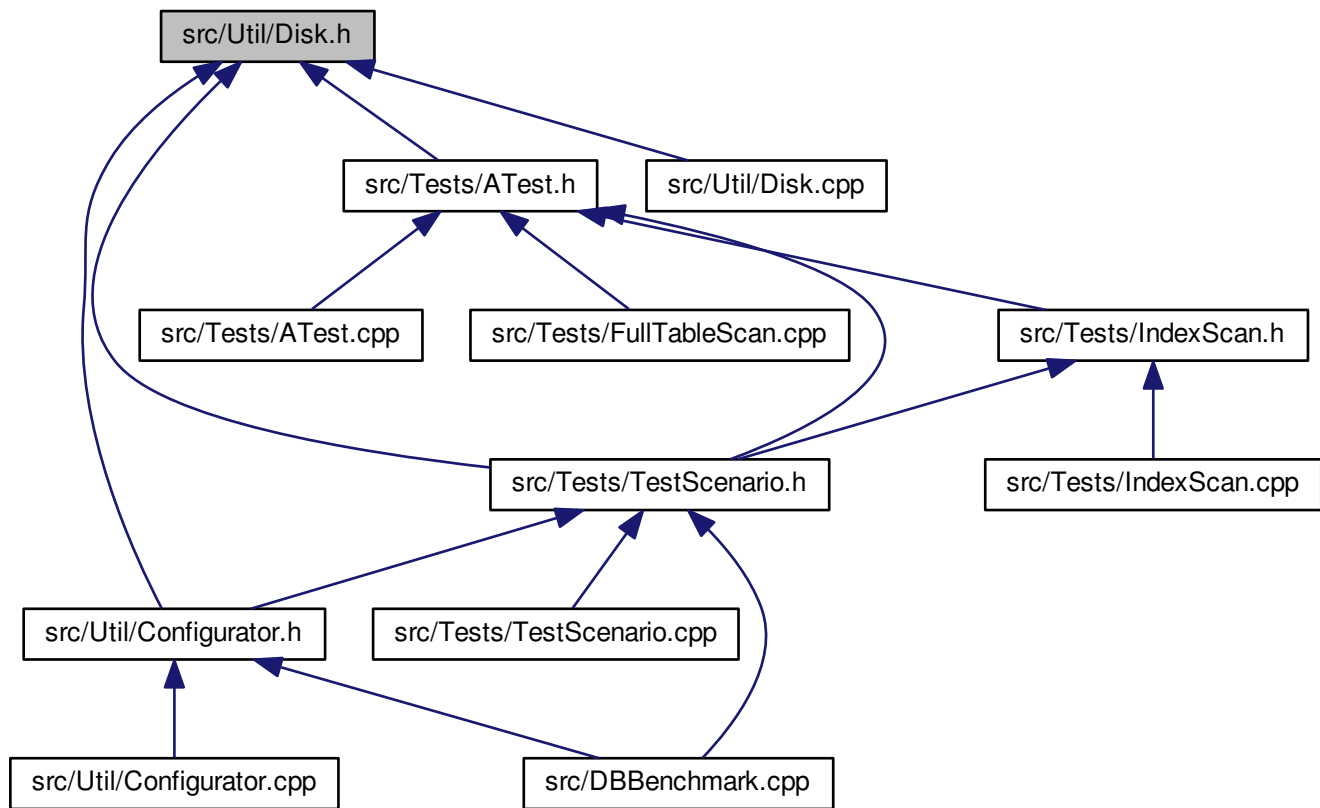 src/Util/Disk.h
src/Tests/ATest.h
src/Util/Disk.cpp
src/Tests/ATest.cpp
src/Tests/FullTableScan.cpp
src/Tests/IndexScan.h
src/Tests/TestScenario.h
src/Tests/IndexScan.cpp
src/Util/Configurator.h
src/Tests/TestScenario.cpp
src/Util/Configurator.cpp
src/DBBenchmark.cpp